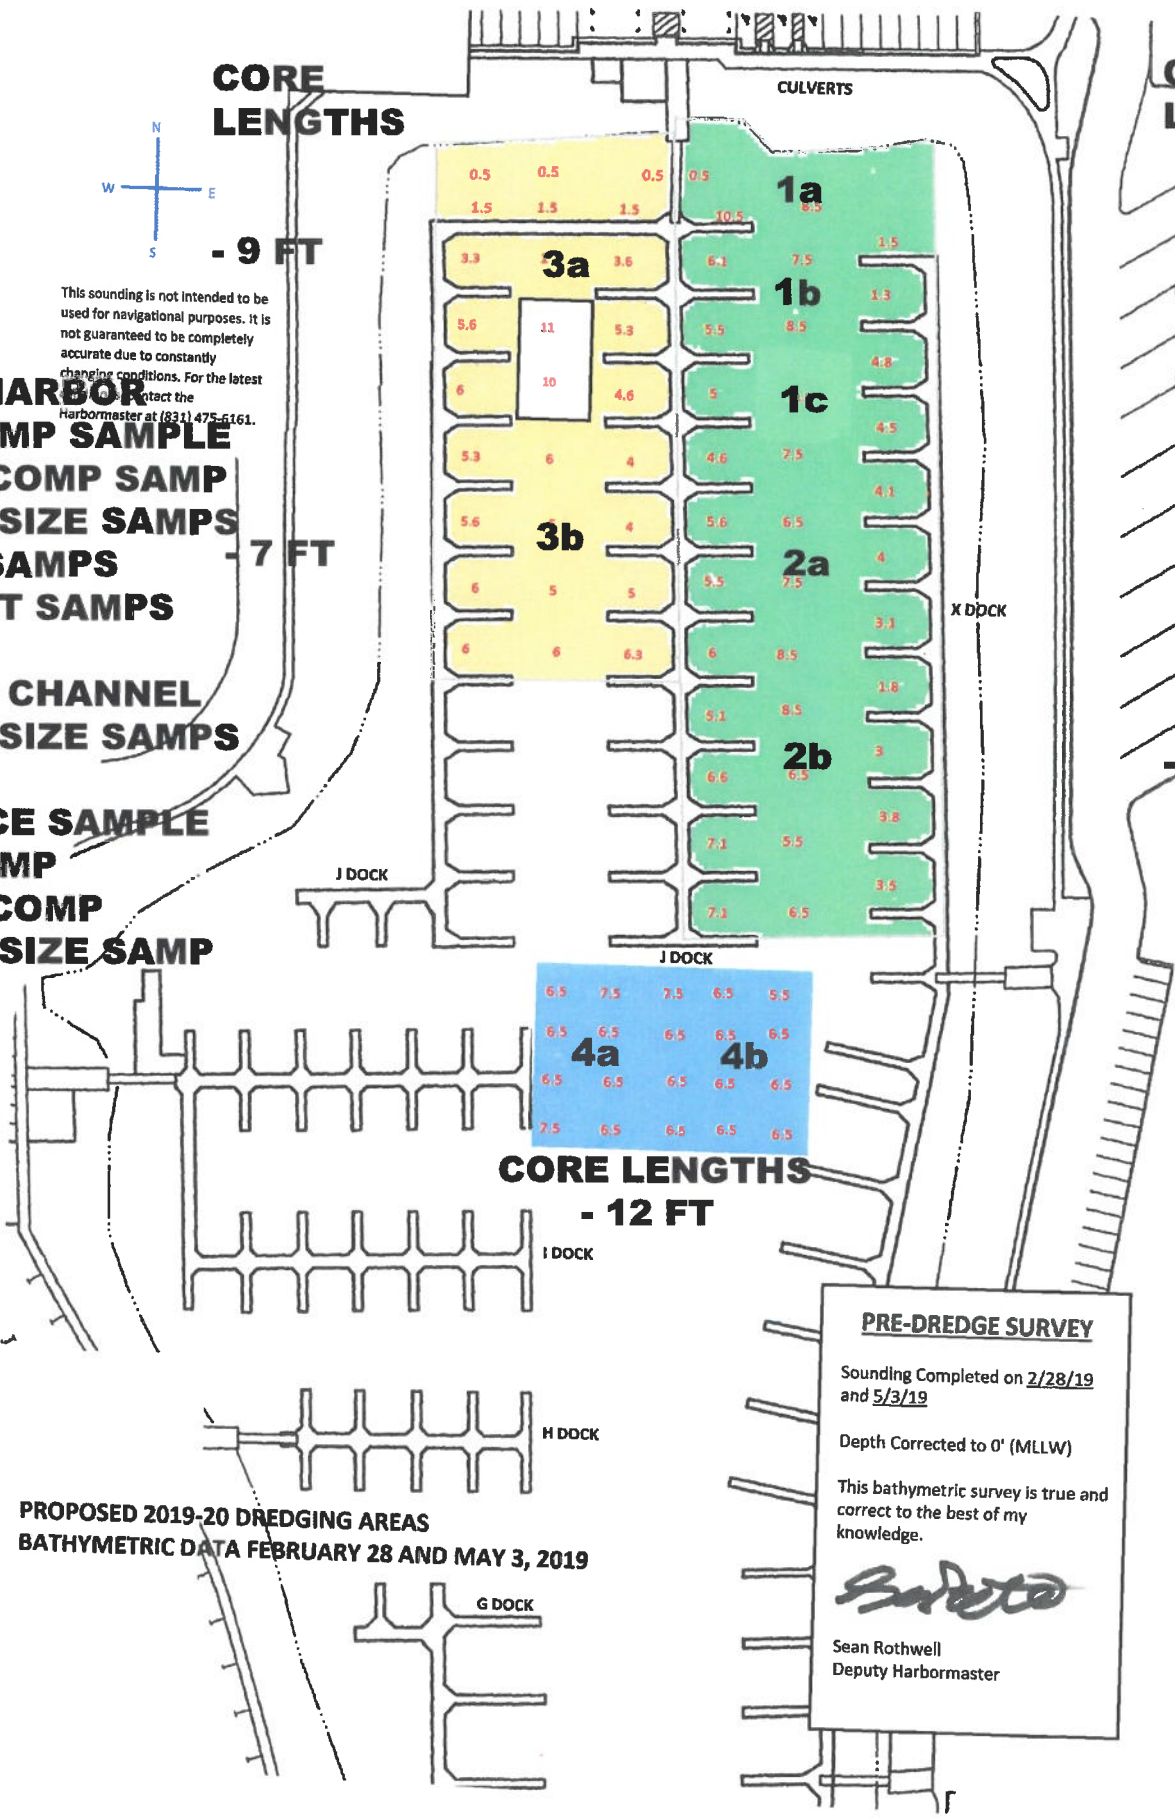 CULVERTS
CORE
LENGTHS
N
W
E
S
- 9 FT
This sounding is not intended to be
used for navigational purposes. It is
not guaranteed to be completely
accurate due to constantly
changing conditions. For the latest
contact the
Harbormaster at (831) 475-6161.
HARBOR
MP SAMPLE
COMP SAMP
SIZE SAMPS
SAMPS
- 7 FT
T SAMPS
CHANNEL
SIZE SAMPS
CE SAMPLE
MP
COMP
SIZE SAMP
0.5 0.5 0.5 0.5
1a
1.5 1.5 1.5 10.5 8.5
1.5
3.3 3a 3.6 6.1 7.5
1b 1.3
5.6 11 5.3 5.5 8.5
4.8
6 10 4.6 5 1c
4.5
5.3 6 4 4.6 7.5
4.1
5.6 3b 4 5.6 6.5
2a 4
6 5 5 5.5 7.5
X DOCK
3.1
6 6 6.3 6 8.5
1.8
5.1 8.5
2b 3
6.6 6.5
3.8
7.1 5.5
J DOCK
3.5
7.1 6.5
J DOCK
6.5 7.5 7.5 6.5 5.5
6.5 6.5 6.5 6.5 6.5
4a 4b
6.5 6.5 6.5 6.5 6.5
7.5 6.5 6.5 6.5 6.5
CORE LENGTHS
- 12 FT
I DOCK
H DOCK
PROPOSED 2019-20 DREDGING AREAS
BATHYMETRIC DATA FEBRUARY 28 AND MAY 3, 2019
G DOCK
PRE-DREDGE SURVEY
Sounding Completed on 2/28/19
and 5/3/19
Depth Corrected to 0' (MLLW)
This bathymetric survey is true and
correct to the best of my
knowledge.
Sean Rothwell
Deputy Harbormaster